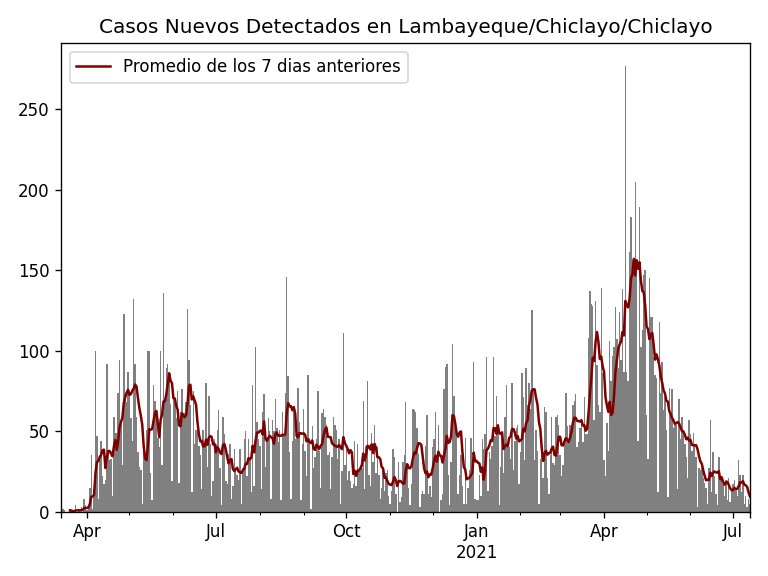 Casos Nuevos Detectados en Lambayeque/Chiclayo/Chiclayo
Promedio de los 7 dias anteriores
250
200
150
100
50
0
Apr Jul Oct Jan Apr Jul
2021